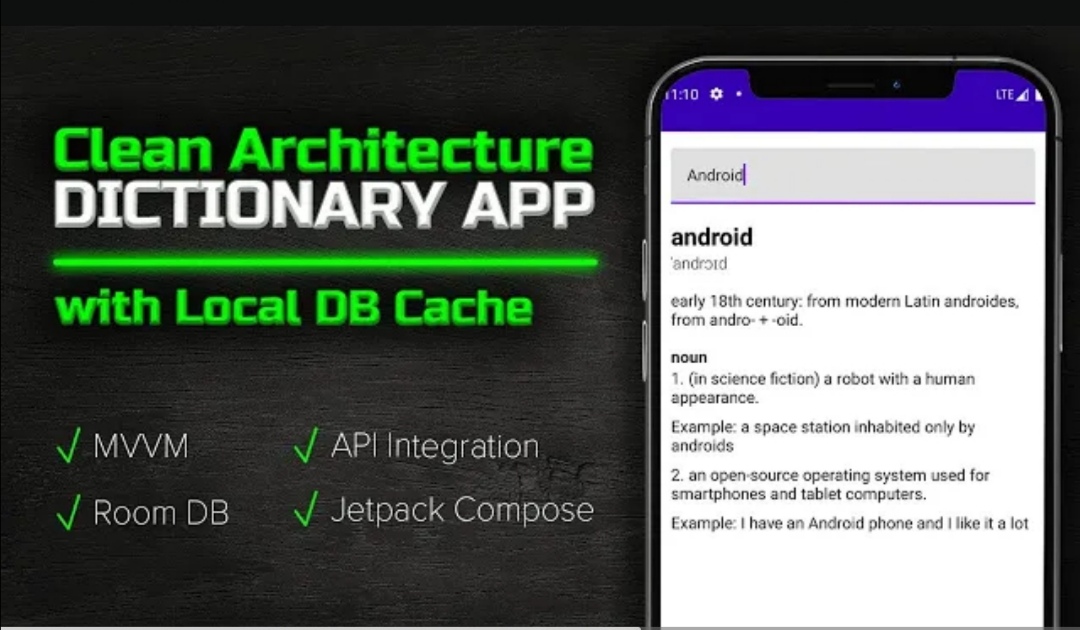 Clean Architecture
DICTIONARY APP
with Local DB Cache
MVVM
API Integration
Room DB
Jetpack Compose
11:10
LTE
Android
android
ˈandrɔɪd
early 18th century: from modern Latin androides,
from andro- + -oid.
noun
1. (in science fiction) a robot with a human
appearance.
Example: a space station inhabited only by
androids
2. an open-source operating system used for
smartphones and tablet computers.
Example: I have an Android phone and I like it a lot